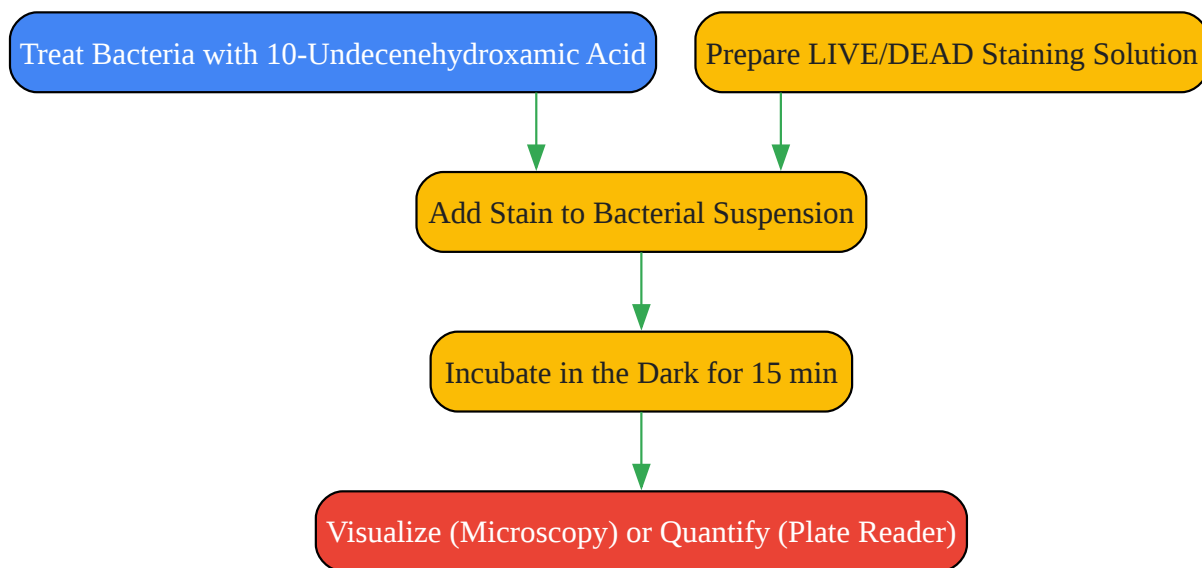 Treat Bacteria with 10-Undecenehydroxamic Acid
Prepare LIVE/DEAD Staining Solution
Add Stain to Bacterial Suspension
Incubate in the Dark for 15 min
Visualize (Microscopy) or Quantify (Plate Reader)